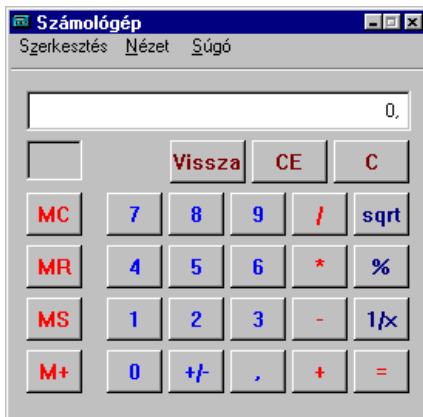 Számológép
Szerkesztés Nézet Súgó
0,
Vissza CE C
MC 7 8 9 / sqrt
MR 4 5 6 * %
MS 1 2 3 - 1/x
M+ 0 +/- , + =